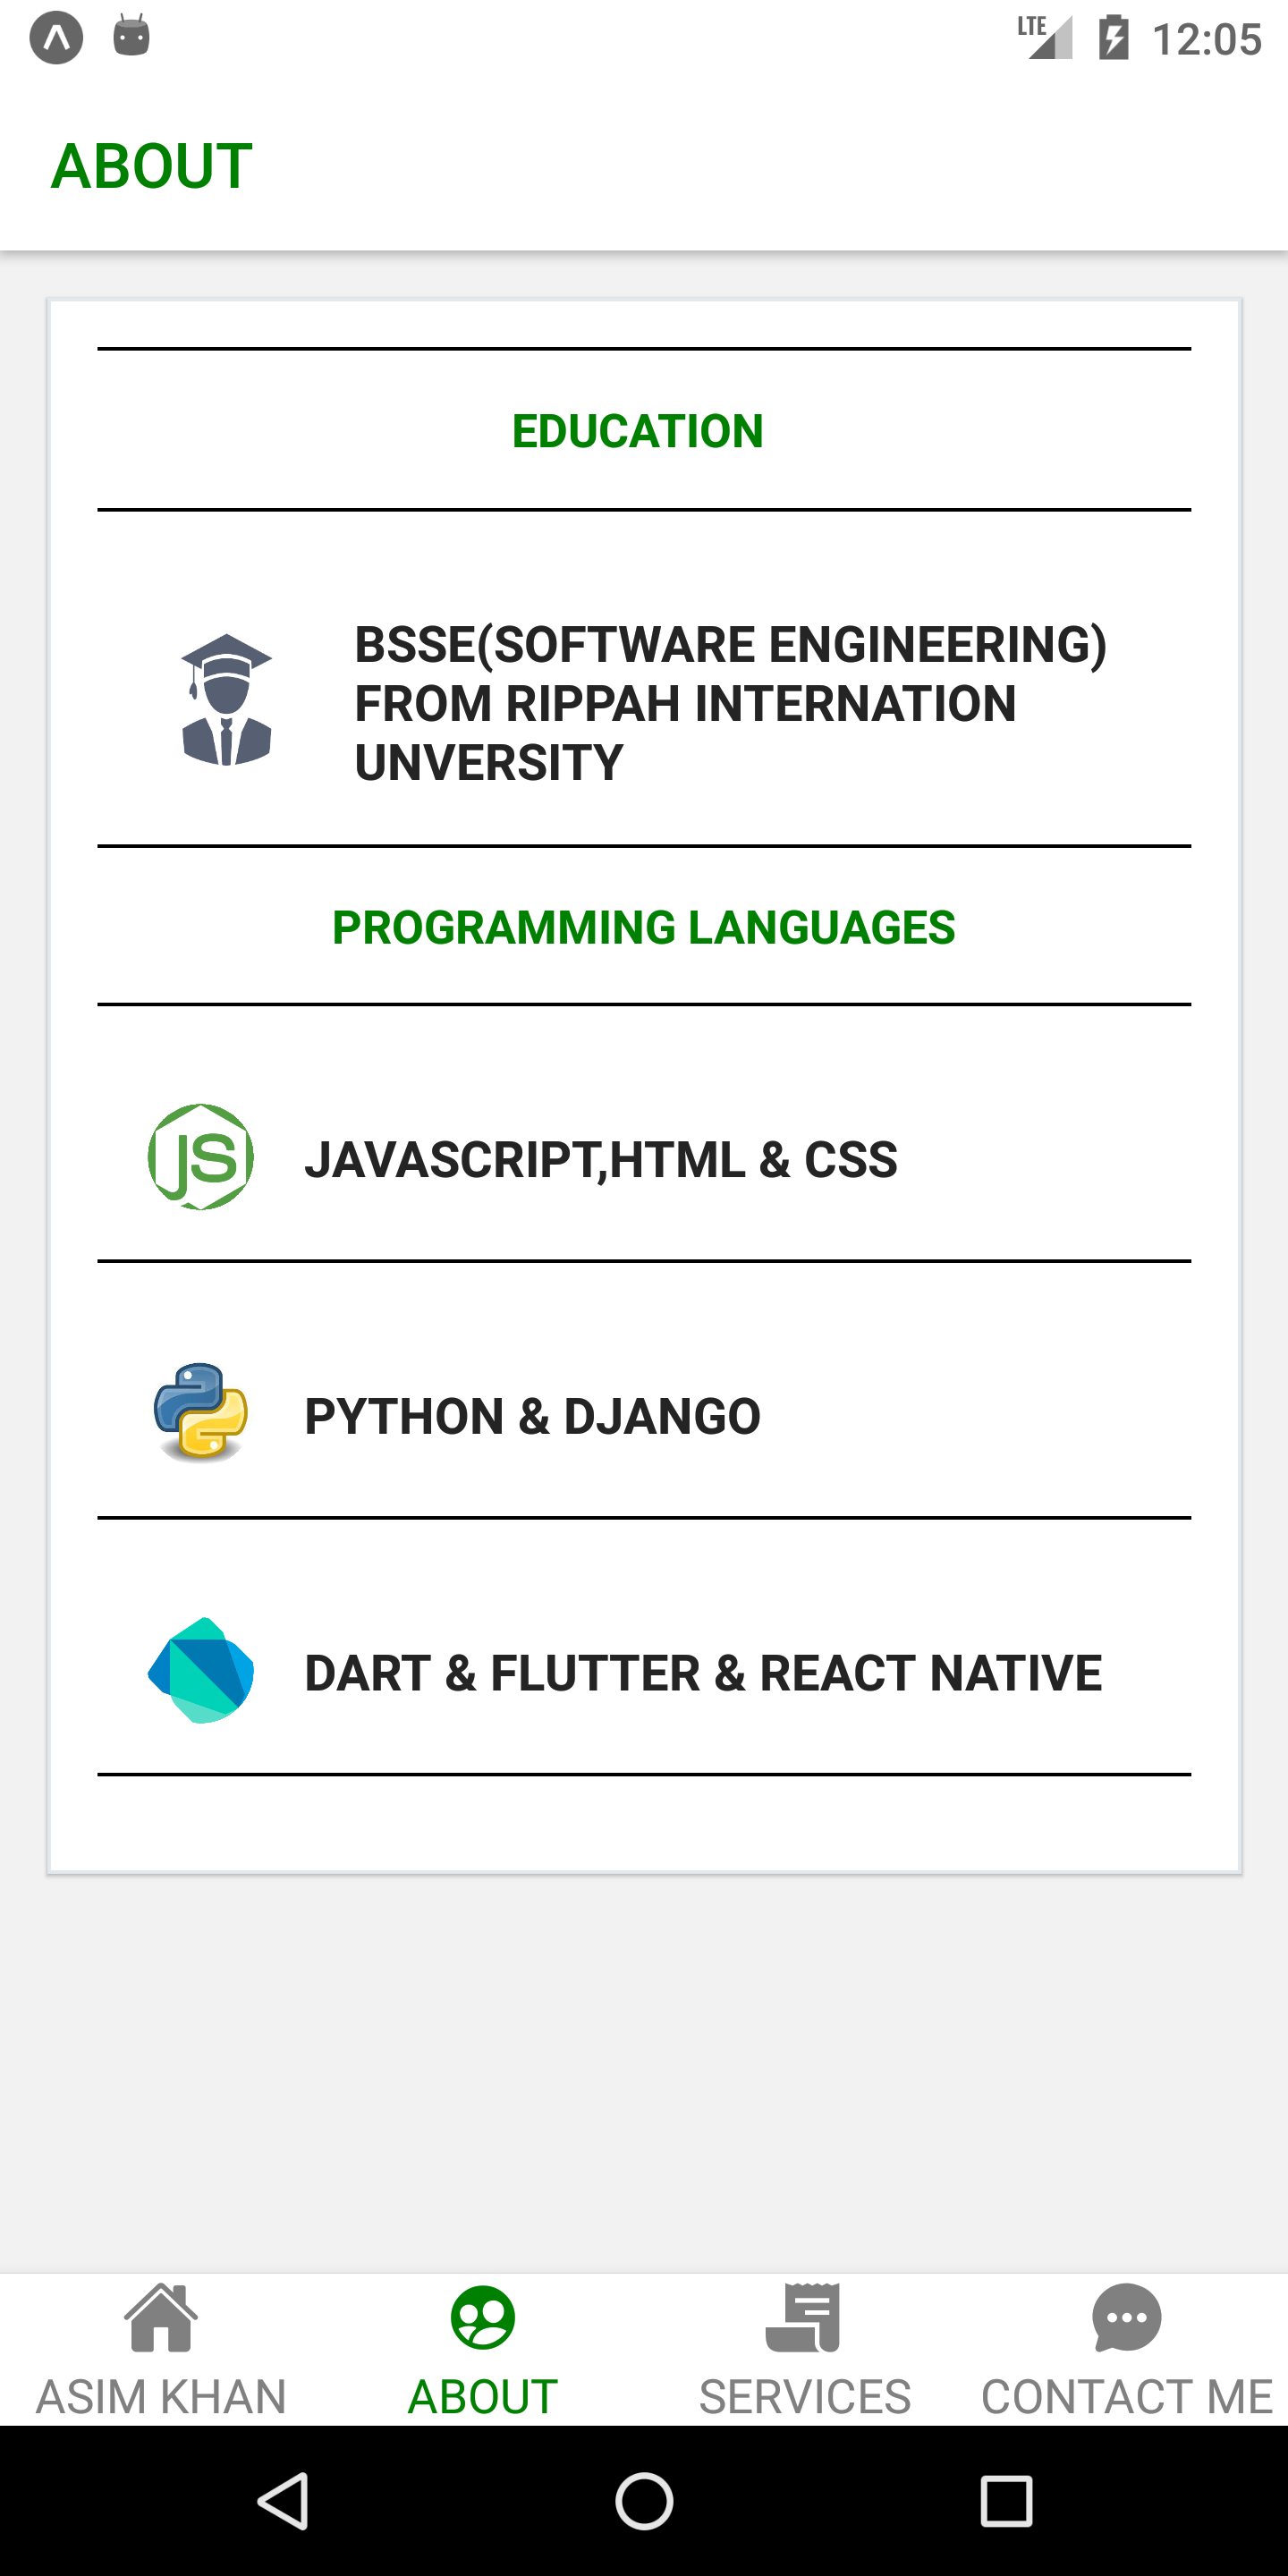 LTE 12:05
ABOUT
EDUCATION
BSSE(SOFTWARE ENGINEERING)
FROM RIPPAH INTERNATION
UNVERSITY
PROGRAMMING LANGUAGES
JS
JAVASCRIPT,HTML & CSS
PYTHON & DJANGO
DART & FLUTTER & REACT NATIVE
ASIM KHAN ABOUT SERVICES CONTACT ME